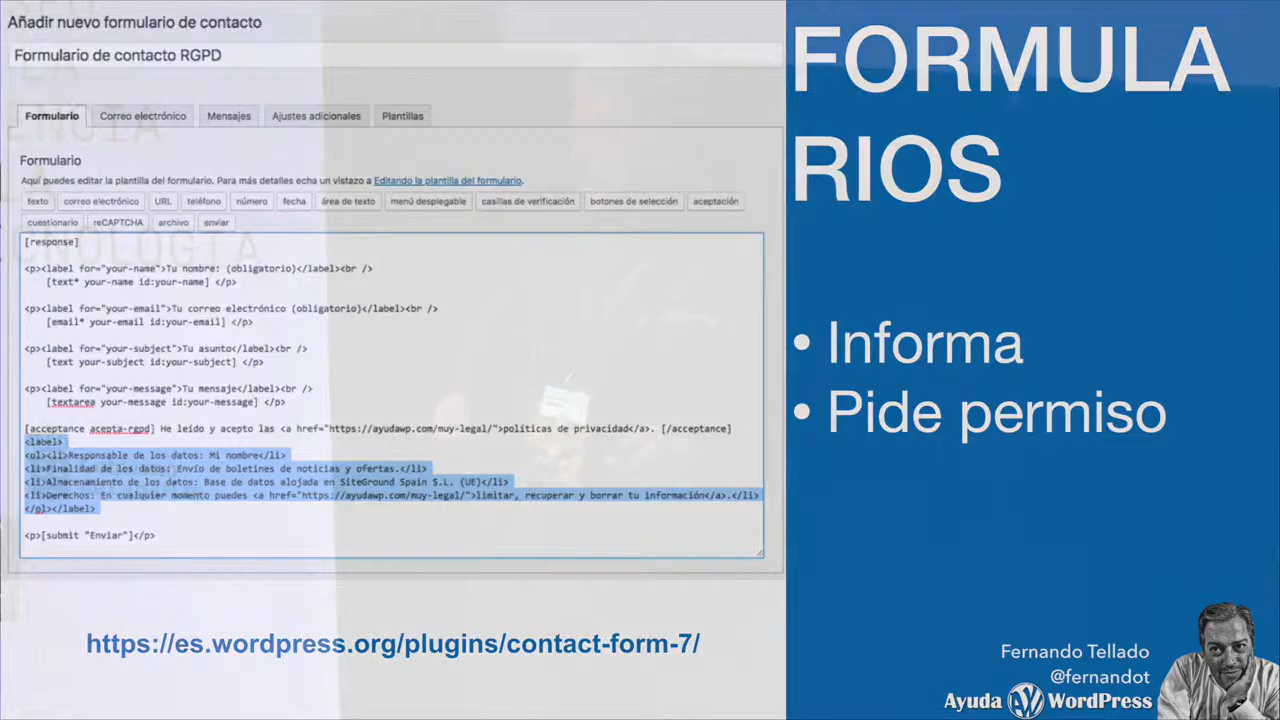 Añadir nuevo formulario de contacto
Formulario de contacto RGPD
Formulario Correo electrónico Mensajes Ajustes adicionales Plantillas
Formulario
Aquí puedes editar la plantilla del formulario. Para más detalles echa un vistazo a Editando la plantilla del formulario.
texto correo electrónico URL teléfono número fecha área de texto menú desplegable casillas de verificación botones de selección aceptación
cuestionario reCAPTCHA archivo enviar
[response]
<p><label for="your-name">Tu nombre: (obligatorio)</label><br />
[text* your-name id:your-name] </p>
<p><label for="your-email">Tu correo electrónico (obligatorio)</label><br />
[email* your-email id:your-email] </p>
<p><label for="your-subject">Tu asunto</label><br />
[text your-subject id:your-subject] </p>
<p><label for="your-message">Tu mensaje</label><br />
[textarea your-message id:your-message] </p>
[acceptance acepta-rgpd] He leído y acepto las <a href="https://ayudawp.com/muy-legal/">políticas de privacidad</a>. [/acceptance]
<label>
<ol><li>Responsable de los datos: Mi nombre</li>
<li>Finalidad de los datos: Envío de boletines de noticias y ofertas.</li>
<li>Almacenamiento de los datos: Base de datos alojada en SiteGround Spain S.L. (UE)</li>
<li>Derechos: En cualquier momento puedes <a href="https://ayudawp.com/muy-legal/">limitar, recuperar y borrar tu información</a>.</li>
</ol></label>
<p>[submit "Enviar"]</p>
https://es.wordpress.org/plugins/contact-form-7/
FORMULA
RIOS
• Informa
• Pide permiso
Fernando Tellado
@fernandot
Ayuda AW WordPress